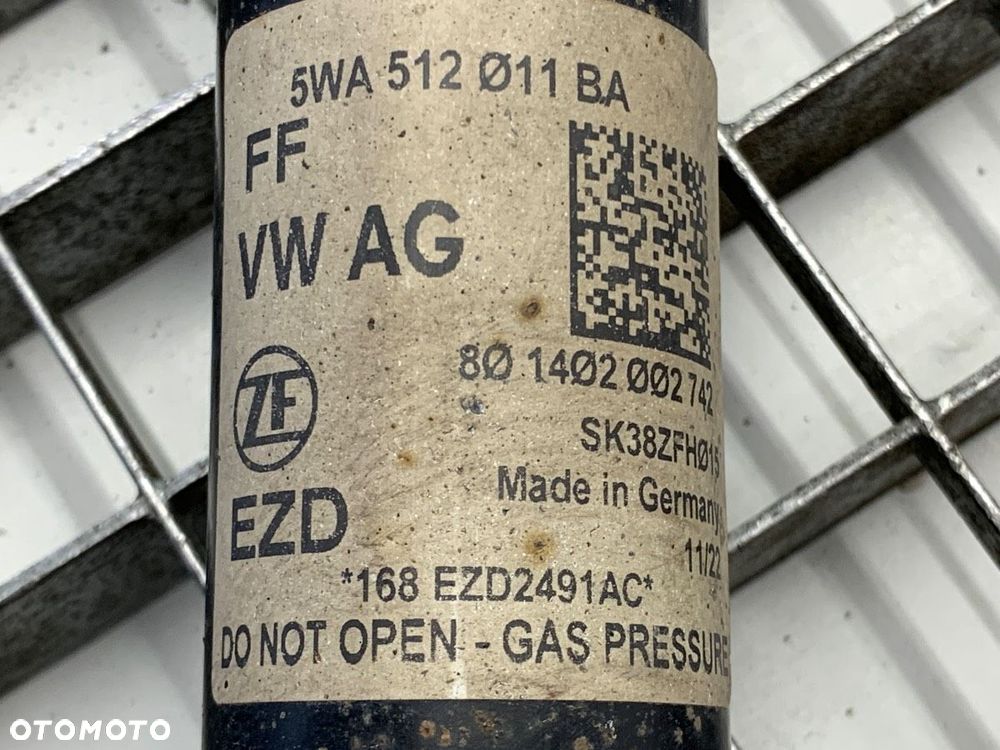 5WA 512 Ø11 BA
FF
VW AG
8Ø 14Ø2 ØØ2 742
ZF
SK38ZFHØ15
Made in Germany
EZD
11/22
*168 EZD2491AC*
DO NOT OPEN - GAS PRESSURE
OTOMOTO